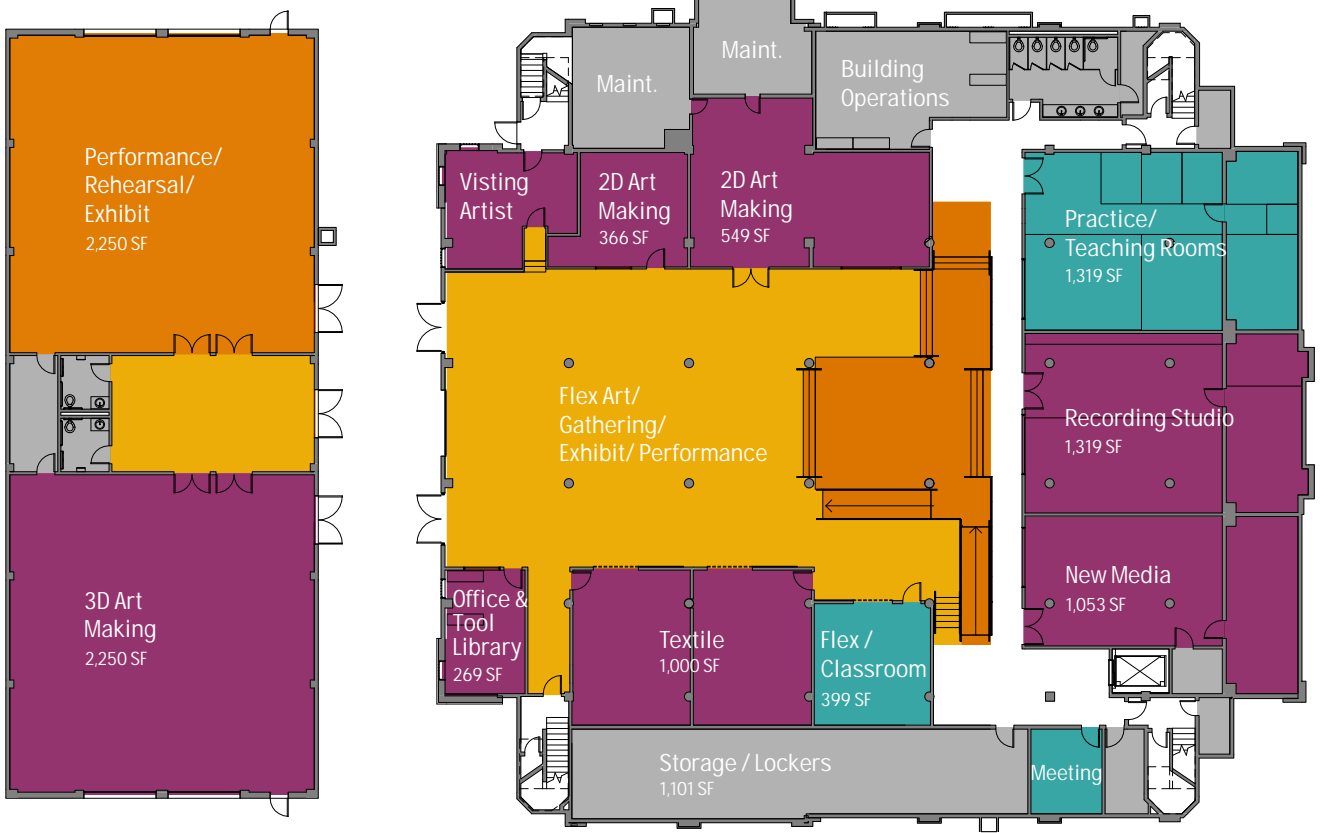 Performance/
Rehearsal/
Exhibit
2,250 SF
3D Art
Making
2,250 SF
Maint.
Maint.
Building
Operations
Visting
Artist
2D Art
Making
366 SF
2D Art
Making
549 SF
Practice/
Teaching Rooms
1,319 SF
Flex Art/
Gathering/
Exhibit/ Performance
Recording Studio
1,319 SF
New Media
1,053 SF
Office &
Tool
Library
269 SF
Textile
1,000 SF
Flex /
Classroom
399 SF
Storage / Lockers
1,101 SF
Meeting